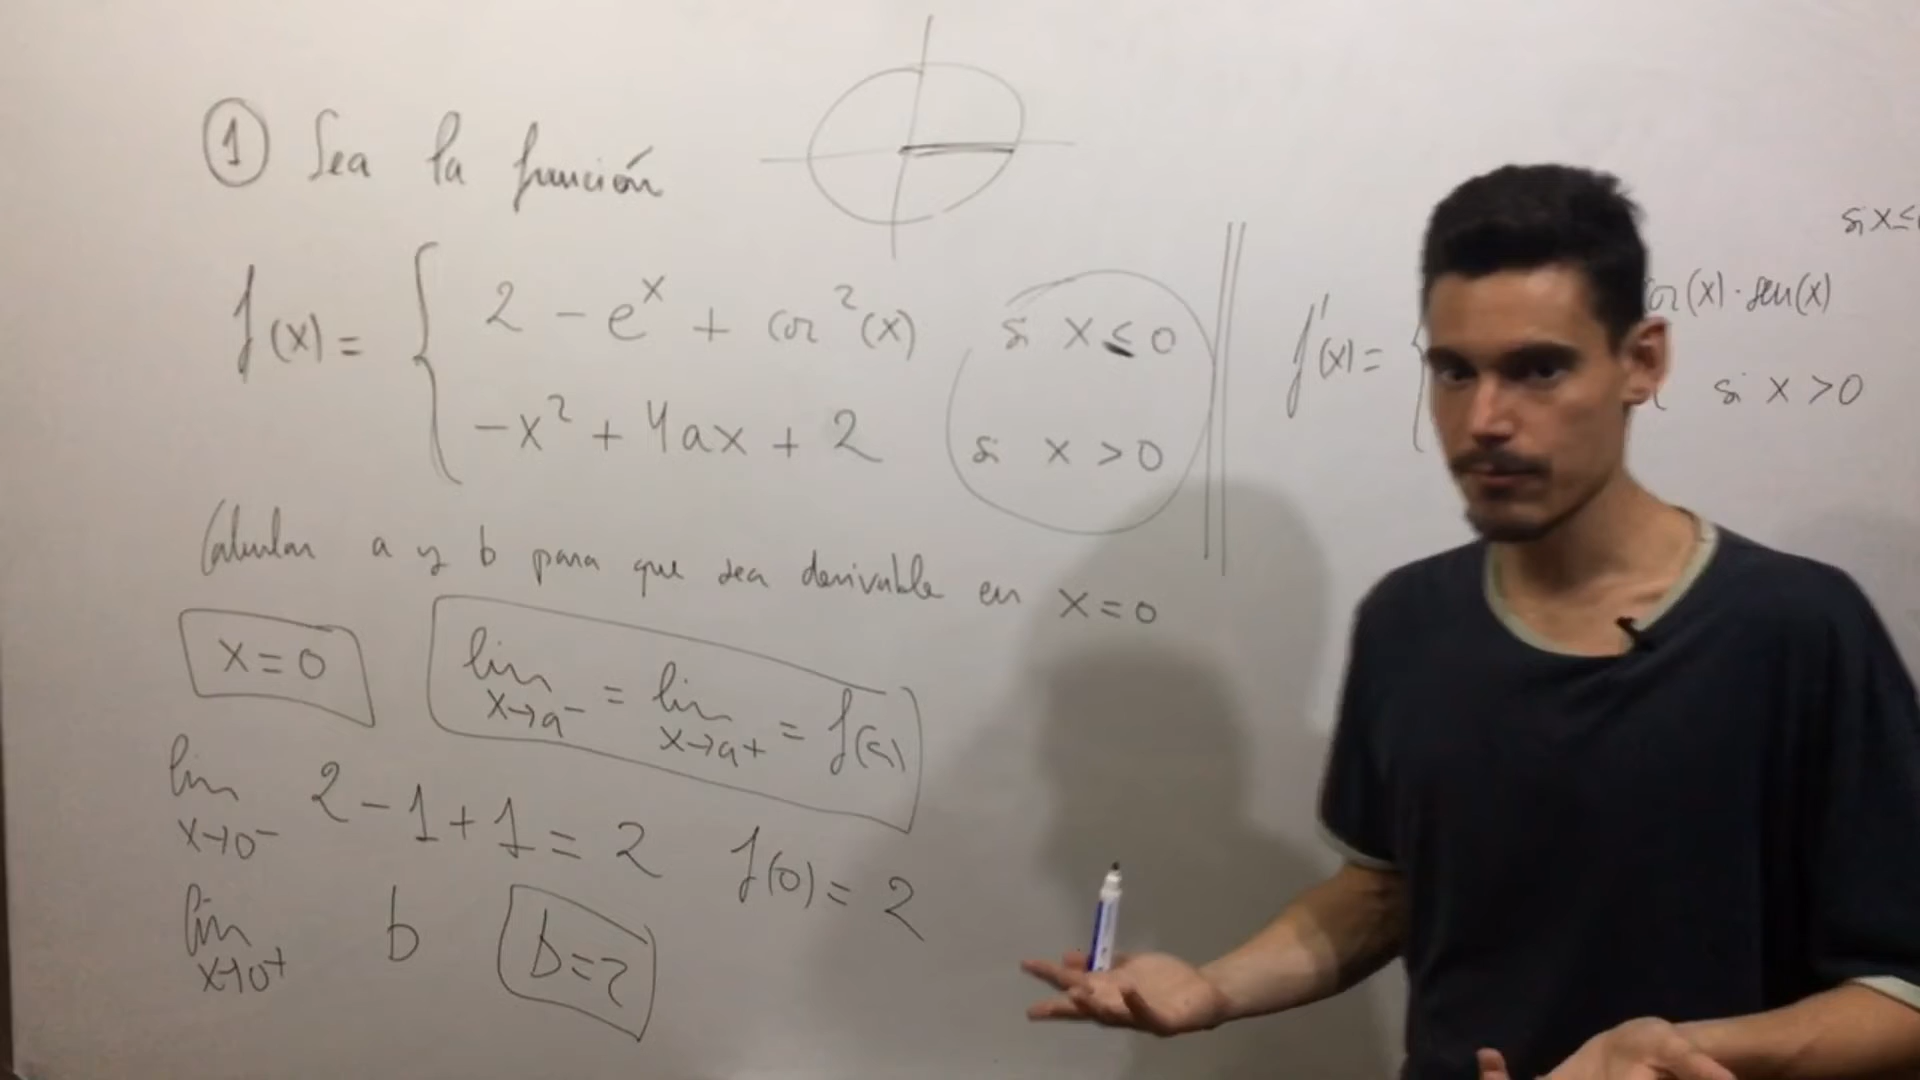 ① Sea la función
f(x) = { 2 - eˣ + cos²(x) si x ≤ 0
-x² + 4ax + 2 si x > 0
Calcular a y b para que sea derivable en x = 0
x = 0
lim x→a⁻ = lim x→a⁺ = f(a)
lim x→0⁻ 2 - 1 + 1 = 2 f(0) = 2
lim x→0⁺ b b = 2
si x ≤
f'(x) = { cos(x)·sen(x)
si x > 0